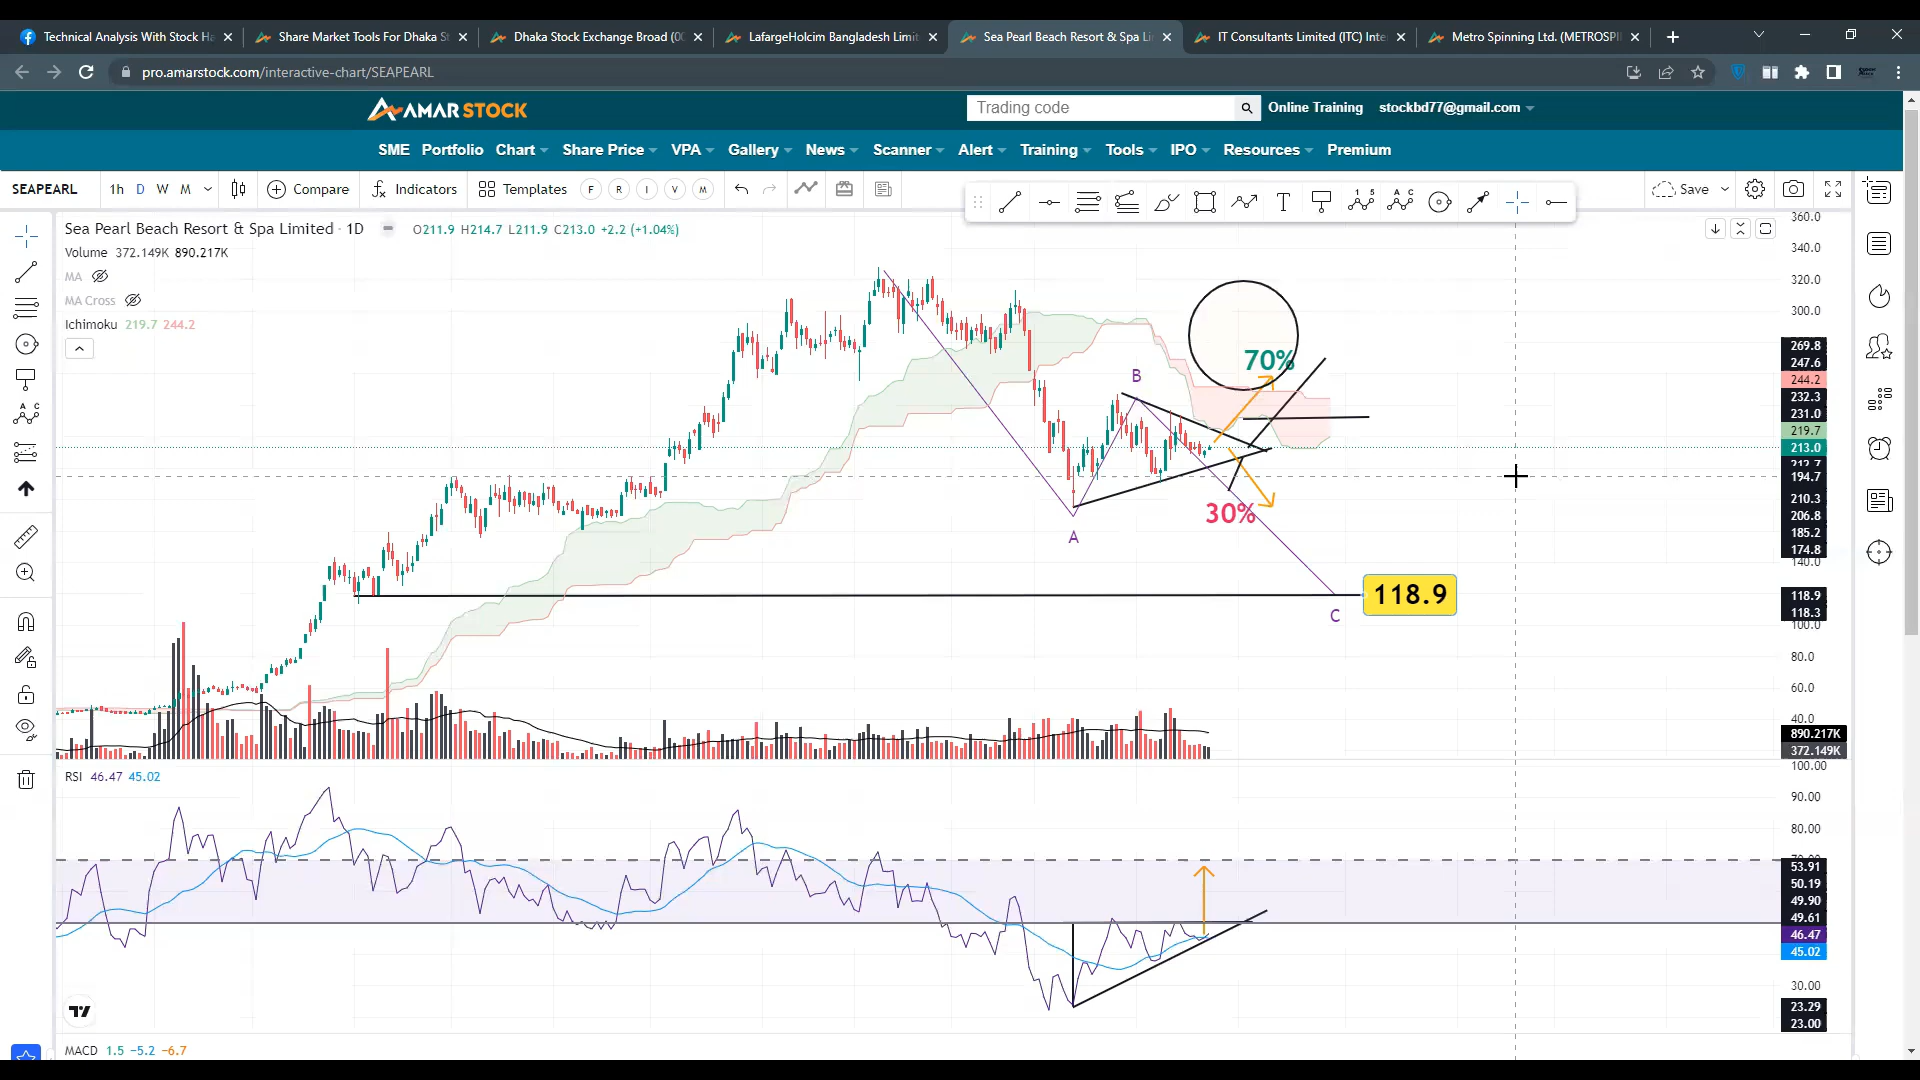 Technical Analysis With Stock Ha
Share Market Tools For Dhaka S
Dhaka Stock Exchange Broad (00
LafargeHolcim Bangladesh Limit
Sea Pearl Beach Resort & Spa Li
IT Consultants Limited (ITC) Inte
Metro Spinning Ltd. (METROSPI
pro.amarstock.com/interactive-chart/SEAPEARL
AMAR STOCK
Trading code
Online Training
stockbd77@gmail.com
SME Portfolio Chart Share Price VPA Gallery News Scanner Alert Training Tools IPO Resources Premium
SEAPEARL 1h D W M Compare Indicators Templates F R I V M Save
Sea Pearl Beach Resort & Spa Limited · 1D O211.9 H214.7 L211.9 C213.0 +2.2 (+1.04%)
Volume 372.149K 890.217K
MA
MA Cross
Ichimoku 219.7 244.2
70%
B
30%
A
118.9
C
360.0
340.0
320.0
300.0
269.8
247.6
244.2
232.3
231.0
219.7
213.0
212.7
194.7
210.3
206.8
185.2
174.8
140.0
118.9
118.3
100.0
80.0
60.0
40.0
890.217K
372.149K
RSI 46.47 45.02
100.00
90.00
80.00
70.00
53.91
50.19
49.90
49.61
46.47
45.02
30.00
23.29
23.00
MACD 1.5 −5.2 −6.7